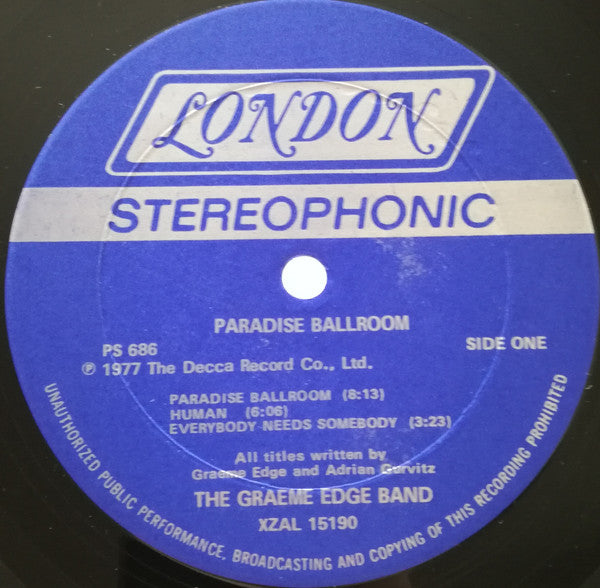 LONDON
STEREOPHONIC
PARADISE BALLROOM
PS 686
SIDE ONE
℗ 1977 The Decca Record Co., Ltd.
PARADISE BALLROOM (8:13)
HUMAN (6:06)
EVERYBODY NEEDS SOMEBODY (3:23)
All titles written by
Graeme Edge and Adrian Gurvitz
THE GRAEME EDGE BAND
XZAL 15190
UNAUTHORIZED PUBLIC PERFORMANCE, BROADCASTING AND COPYING OF THIS RECORDING PROHIBITED